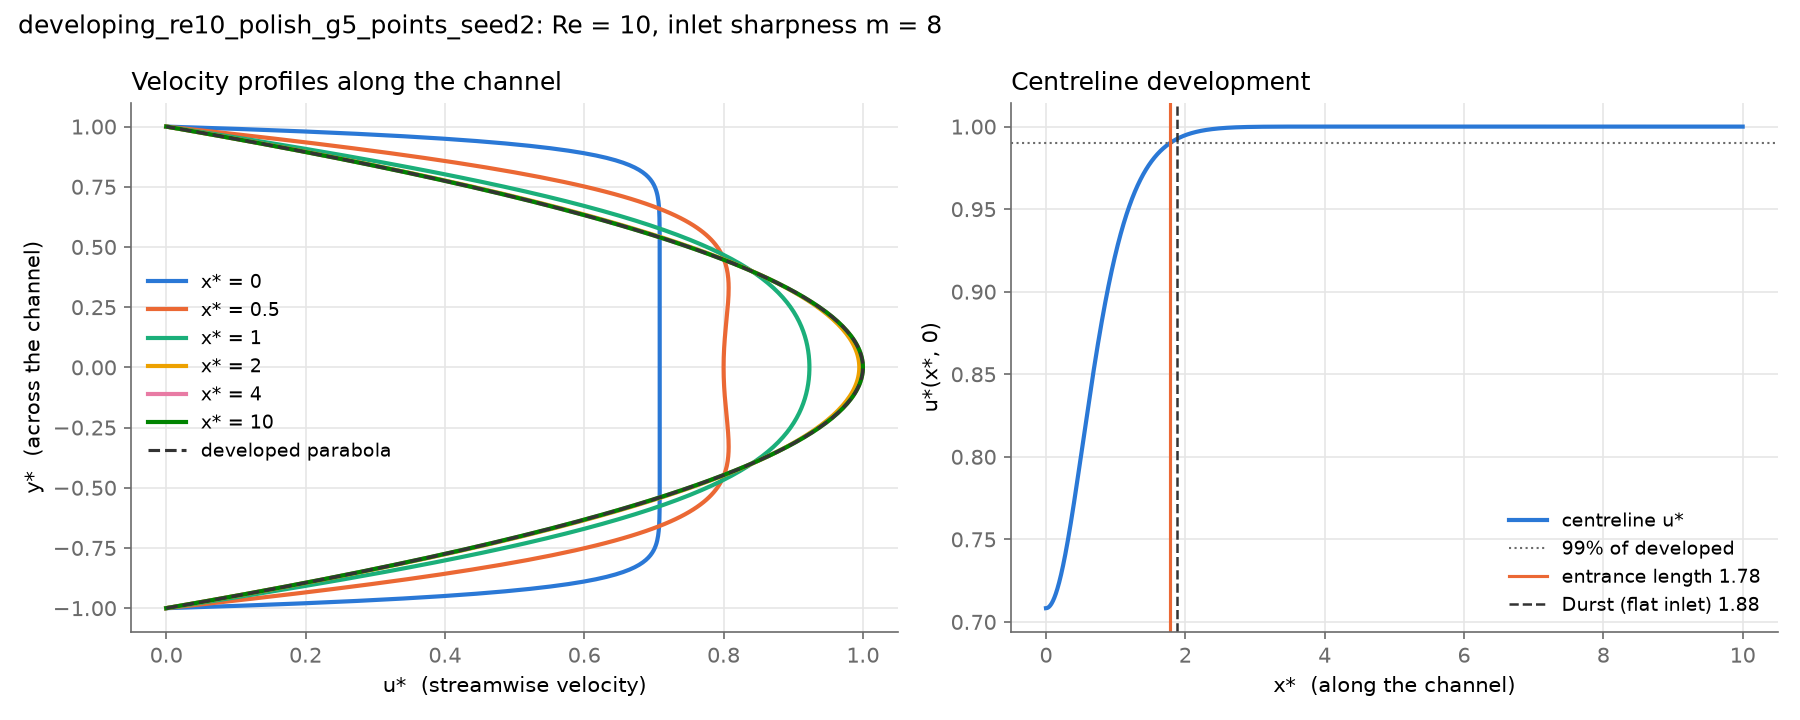 developing_re10_polish_g5_points_seed2: Re = 10, inlet sharpness m = 8
Velocity profiles along the channel
y* (across the channel)
1.00
0.75
0.50
0.25
0.00
−0.25
−0.50
−0.75
−1.00
x* = 0
x* = 0.5
x* = 1
x* = 2
x* = 4
x* = 10
developed parabola
0.0 0.2 0.4 0.6 0.8 1.0
u* (streamwise velocity)
Centreline development
u*(x*, 0)
1.00
0.95
0.90
0.85
0.80
0.75
0.70
centreline u*
99% of developed
entrance length 1.78
Durst (flat inlet) 1.88
0 2 4 6 8 10
x* (along the channel)